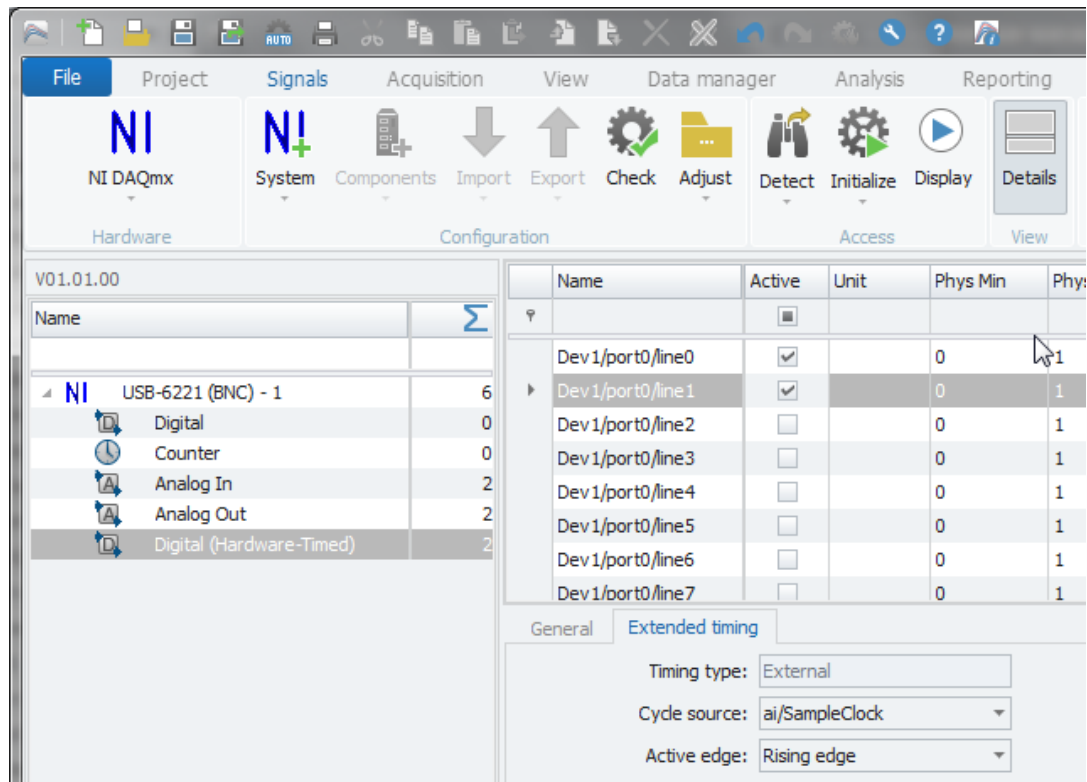 AUTO
File Project Signals Acquisition View Data manager Analysis Reporting
NI NI
NI DAQmx System Components Import Export Check Adjust Detect Initialize Display Details
Hardware Configuration Access View
V01.01.00
Name Σ
NI USB-6221 (BNC) - 1 6
Digital 0
Counter 0
Analog In 2
Analog Out 2
Digital (Hardware-Timed) 2
Name Active Unit Phys Min Phys
Dev1/port0/line0 0 1
Dev1/port0/line1 0 1
Dev1/port0/line2 0 1
Dev1/port0/line3 0 1
Dev1/port0/line4 0 1
Dev1/port0/line5 0 1
Dev1/port0/line6 0 1
Dev1/port0/line7 0 1
General Extended timing
Timing type: External
Cycle source: ai/SampleClock
Active edge: Rising edge